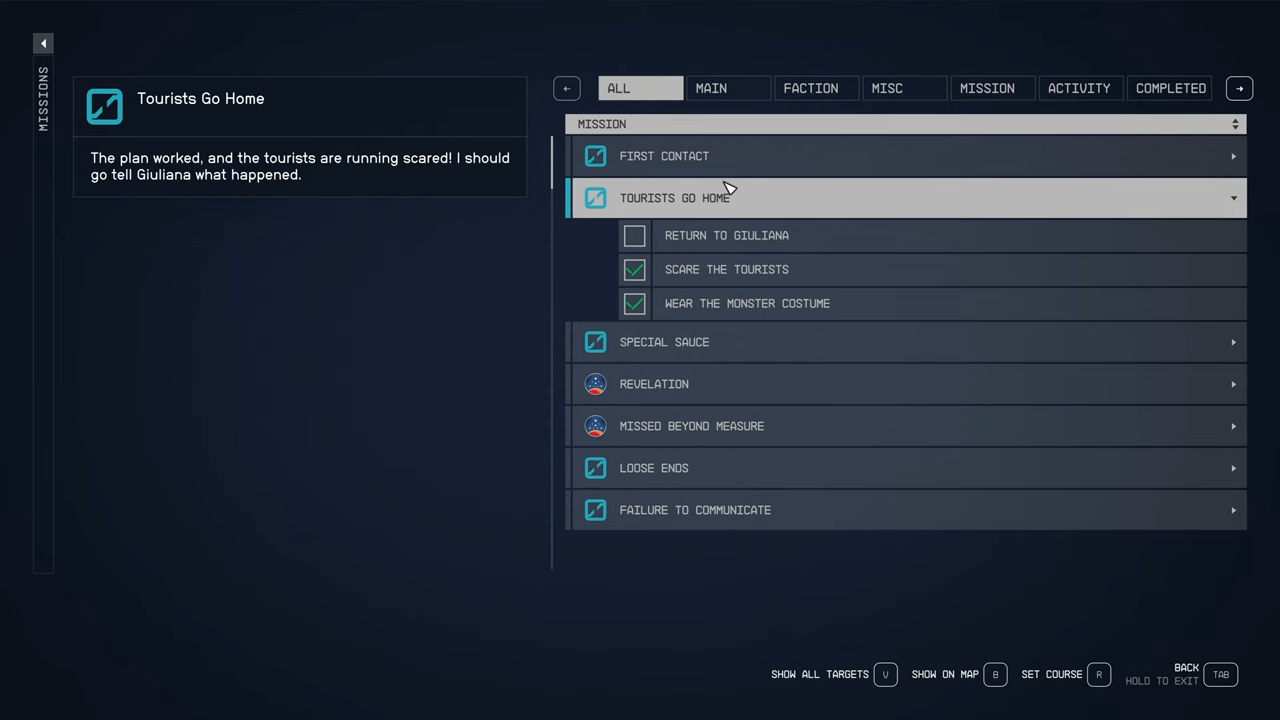 MISSIONS
Tourists Go Home
The plan worked, and the tourists are running scared! I should
go tell Giuliana what happened.
ALL
MAIN
FACTION
MISC
MISSION
ACTIVITY
COMPLETED
MISSION
FIRST CONTACT
TOURISTS GO HOME
RETURN TO GIULIANA
SCARE THE TOURISTS
WEAR THE MONSTER COSTUME
SPECIAL SAUCE
REVELATION
MISSED BEYOND MEASURE
LOOSE ENDS
FAILURE TO COMMUNICATE
SHOW ALL TARGETS V
SHOW ON MAP B
SET COURSE R
BACK
HOLD TO EXIT
TAB